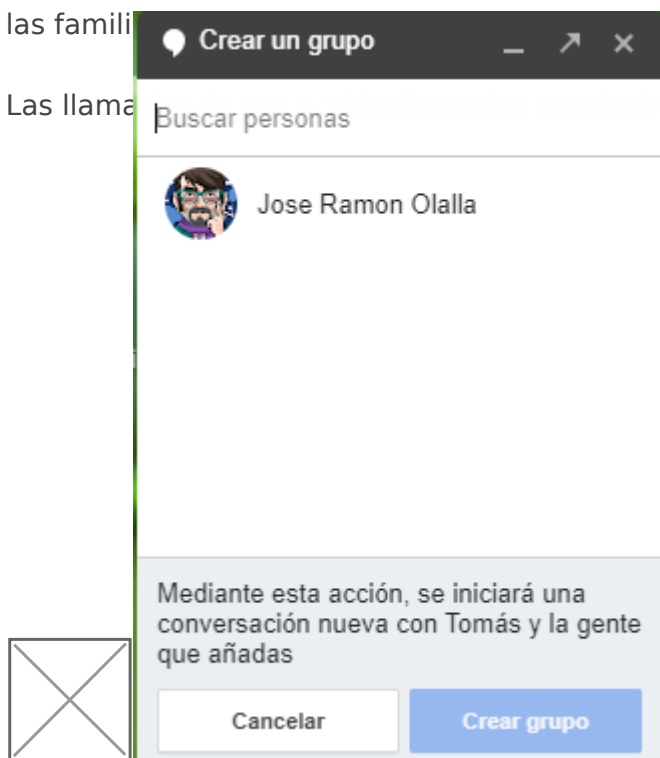 las famili
Crear un grupo
Las llama
Buscar personas
Jose Ramon Olalla
Mediante esta acción, se iniciará una
conversación nueva con Tomás y la gente
que añadas
Cancelar
Crear grupo